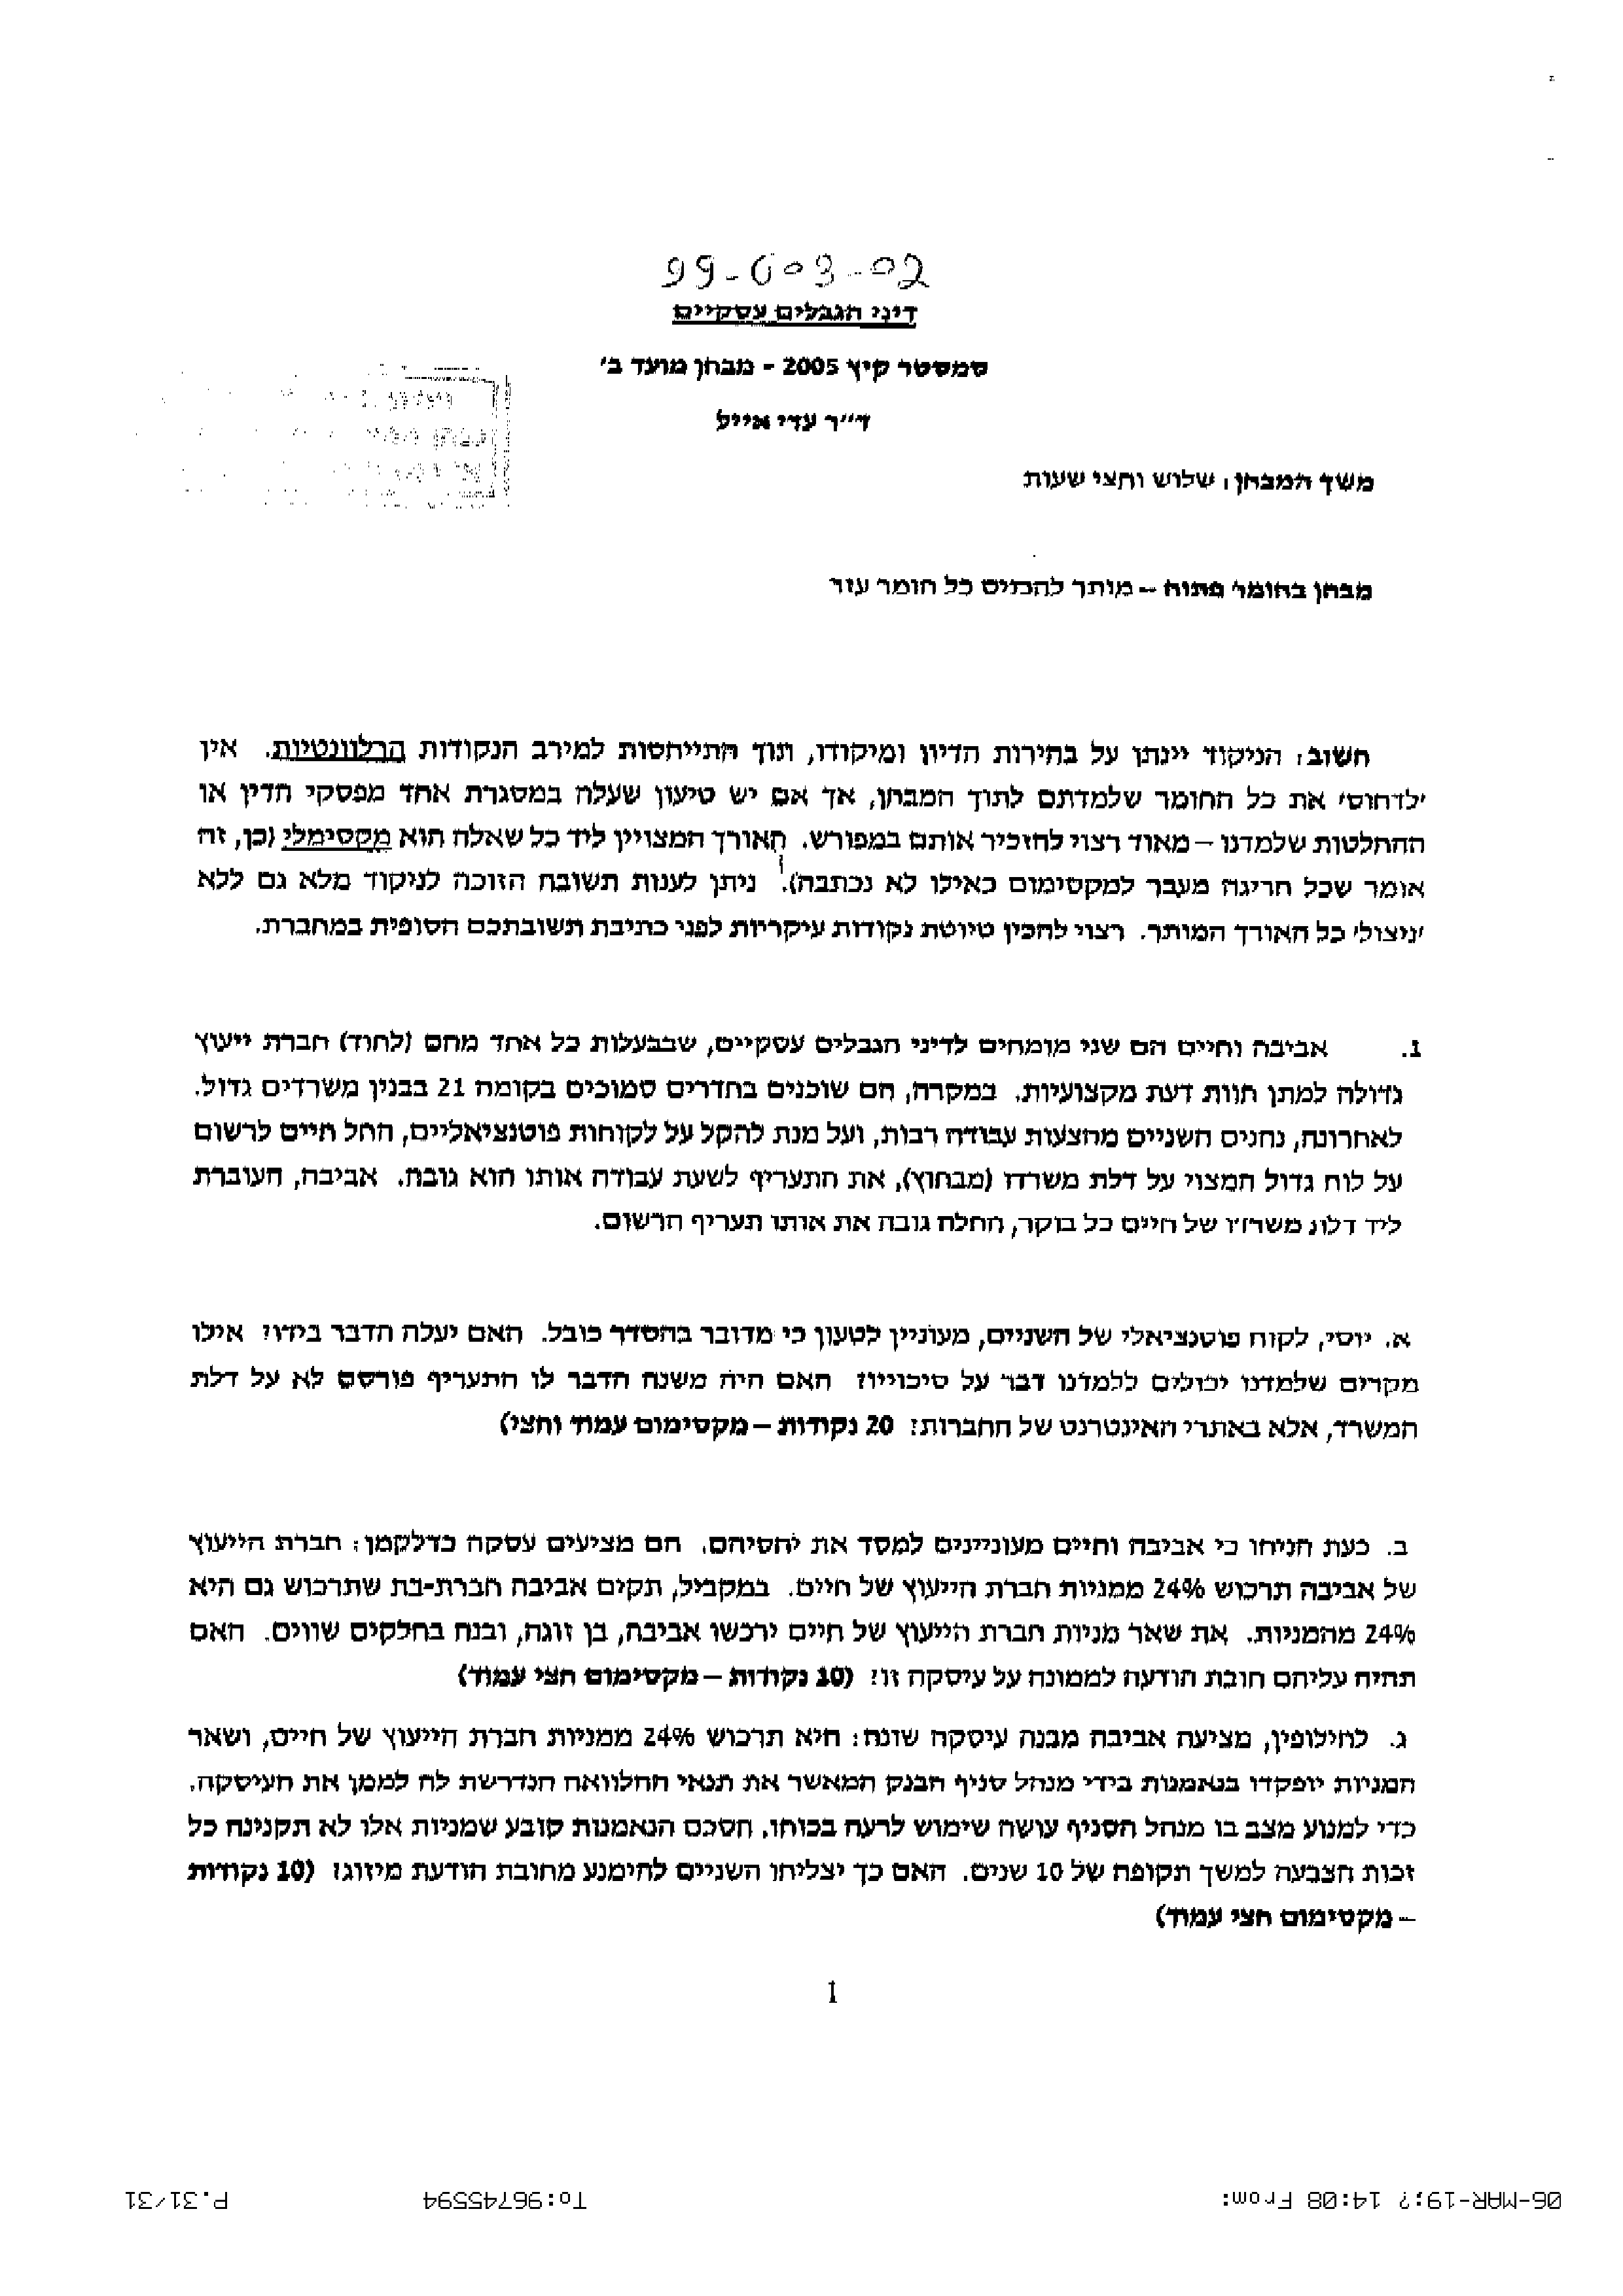 99-603-02
דיני הגבלים עסקיים
סמסטר קיץ 2005 - מבחן מועד ב'
ד"ר עדי אייל
משך המבחן: שלוש וחצי שעות
מבחן בחומר פתוח – מותר להכניס כל חומר עזר
חשוב: הניקוד יינתן על בהירות הדיון ומיקודו, תוך התייחסות למירב הנקודות הרלוונטיות. אין
'לדחוס' את כל החומר שלמדתם לתוך המבחן, אך אם יש טיעון שעלה במסגרת אחד מפסקי הדין או
ההחלטות שלמדנו – מאוד רצוי להזכיר אותם במפורש. האורך המצויין ליד כל שאלה הוא מקסימלי (כן, זה
אומר שכל חריגה מעבר למקסימום כאילו לא נכתבה). ניתן לענות תשובה הזוכה לניקוד מלא גם ללא
'ניצול' כל האורך המותר. רצוי להכין טיוטת נקודות עיקריות לפני כתיבת תשובתכם הסופית במחברת.
1. אביבה וחיים הם שני מומחים לדיני הגבלים עסקיים, שבבעלות כל אחד מהם (לחוד) חברת ייעוץ
גדולה למתן חוות דעת מקצועיות. במקרה, הם שוכנים בחדרים סמוכים בקומה 21 בבנין משרדים גדול.
לאחרונה, נהנים השניים מהצעות עבודה רבות, ועל מנת להקל על לקוחות פוטנציאליים, החל חיים לרשום
על לוח גדול המצוי על דלת משרדו (מבחוץ), את התעריף לשעת עבודה אותו הוא גובה. אביבה, העוברת
ליד דלת משרדו של חיים כל בוקר, החלה גובה את אותו תעריף הרשום.
א. יוסי, לקוח פוטנציאלי של השניים, מעוניין לטעון כי מדובר בהסדר כובל. האם יעלה הדבר בידו? אילו
מקרים שלמדנו יכולים ללמדנו דבר על סיכוייו? האם היה משנה הדבר לו התעריף פורסם לא על דלת
המשרד, אלא באתרי האינטרנט של החברות? 20 נקודות – מקסימום עמוד וחצי)
ב. כעת הניחו כי אביבה וחיים מעוניינים למסד את יחסיהם. הם מציעים עסקה כדלקמן: חברת הייעוץ
של אביבה תרכוש 24% ממניות חברת הייעוץ של חיים. במקביל, תקים אביבה חברת-בת שתרכוש גם היא
24% מהמניות. את שאר מניות חברת הייעוץ של חיים ירכשו אביבה, בן זוגה, ובנה בחלקים שווים. האם
תהיה עליהם חובת הודעה לממונה על עיסקה זו? (10 נקודות – מקסימום חצי עמוד)
ג. לחילופין, מציעה אביבה מבנה עיסקה שונה: היא תרכוש 24% ממניות חברת הייעוץ של חיים, ושאר
המניות יופקדו בנאמנות בידי מנהל סניף הבנק המאשר את תנאי ההלוואה הנדרשת לה לממן את העיסקה.
כדי למנוע מצב בו מנהל הסניף עושה שימוש לרעה בכוחו, הסכם הנאמנות קובע שמניות אלו לא תקנינה כל
זכות הצבעה למשך תקופה של 10 שנים. האם כך יצליחו השניים להימנע מחובת הודעת מיזוג? (10 נקודות
– מקסימום חצי עמוד)
1
06-MAR-19;? 14:08 From: To:96745594 P.31/31